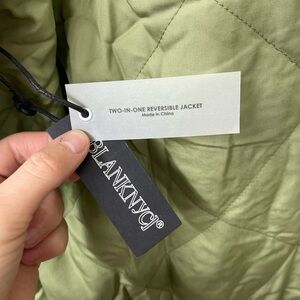 TWO-IN-ONE REVERSIBLE JACKET
Made in China
BLANKNYC]®